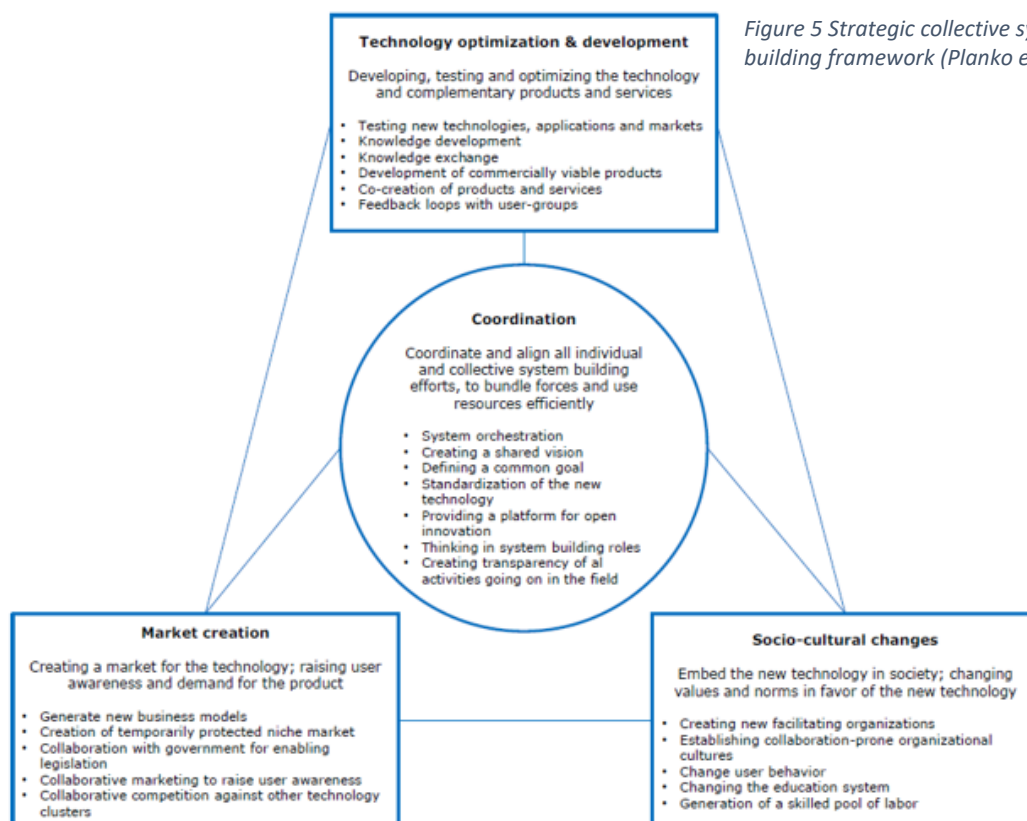 Technology optimization & development
Developing, testing and optimizing the technology
and complementary products and services
• Testing new technologies, applications and markets
• Knowledge development
• Knowledge exchange
• Development of commercially viable products
• Co-creation of products and services
• Feedback loops with user-groups
Figure 5 Strategic collective sy
building framework (Planko e
Coordination
Coordinate and align all individual
and collective system building
efforts, to bundle forces and use
resources efficiently
• System orchestration
• Creating a shared vision
• Defining a common goal
• Standardization of the new
technology
• Providing a platform for open
innovation
• Thinking in system building roles
• Creating transparency of al
activities going on in the field
Market creation
Creating a market for the technology; raising user
awareness and demand for the product
• Generate new business models
• Creation of temporarily protected niche market
• Collaboration with government for enabling
legislation
• Collaborative marketing to raise user awareness
• Collaborative competition against other technology
clusters
Socio-cultural changes
Embed the new technology in society; changing
values and norms in favor of the new technology
• Creating new facilitating organizations
• Establishing collaboration-prone organizational
cultures
• Change user behavior
• Changing the education system
• Generation of a skilled pool of labor